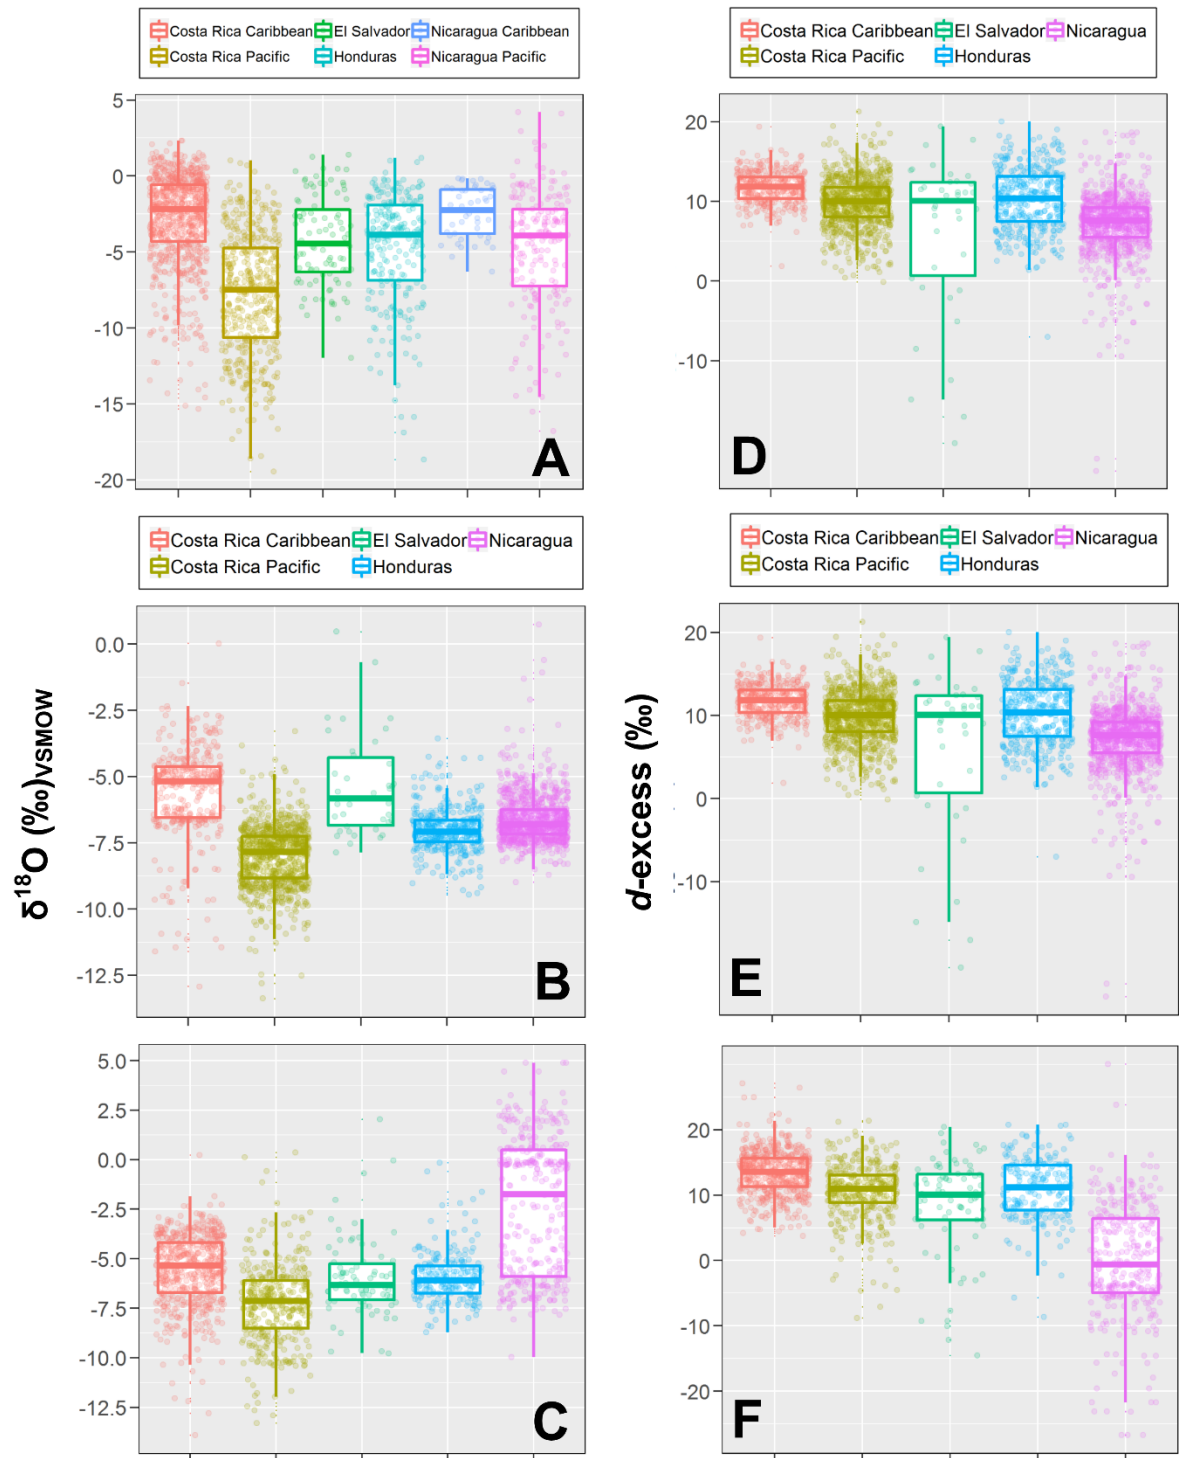 Costa Rica Caribbean El Salvador Nicaragua Caribbean
Costa Rica Pacific Honduras Nicaragua Pacific
5
0
-5
-10
-15
-20
A
Costa Rica Caribbean El Salvador Nicaragua
Costa Rica Pacific Honduras
20
10
0
-10
D
Costa Rica Caribbean El Salvador Nicaragua
Costa Rica Pacific Honduras
0.0
-2.5
-5.0
-7.5
-10.0
-12.5
B
δ18O (‰)VSMOW
Costa Rica Caribbean El Salvador Nicaragua
Costa Rica Pacific Honduras
20
10
0
-10
E
d-excess (‰)
5.0
2.5
0.0
-2.5
-5.0
-7.5
-10.0
-12.5
C
20
10
0
-10
-20
F